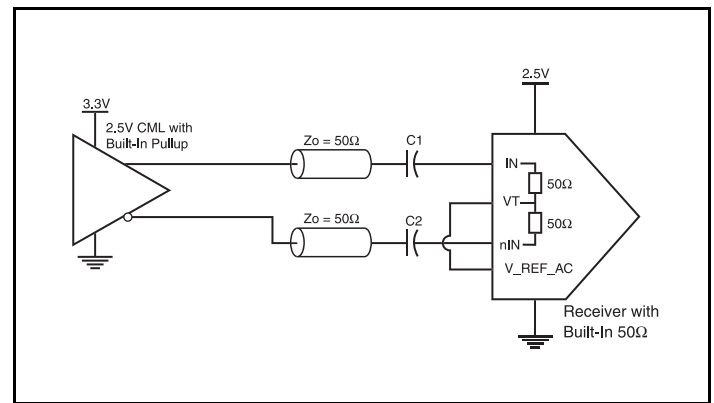 2.5V
3.3V
2.5V CML with
Built-In Pullup
Zo = 50Ω
C1
IN
50Ω
VT
Zo = 50Ω
C2
50Ω
nIN
V_REF_AC
Receiver with
Built-In 50Ω